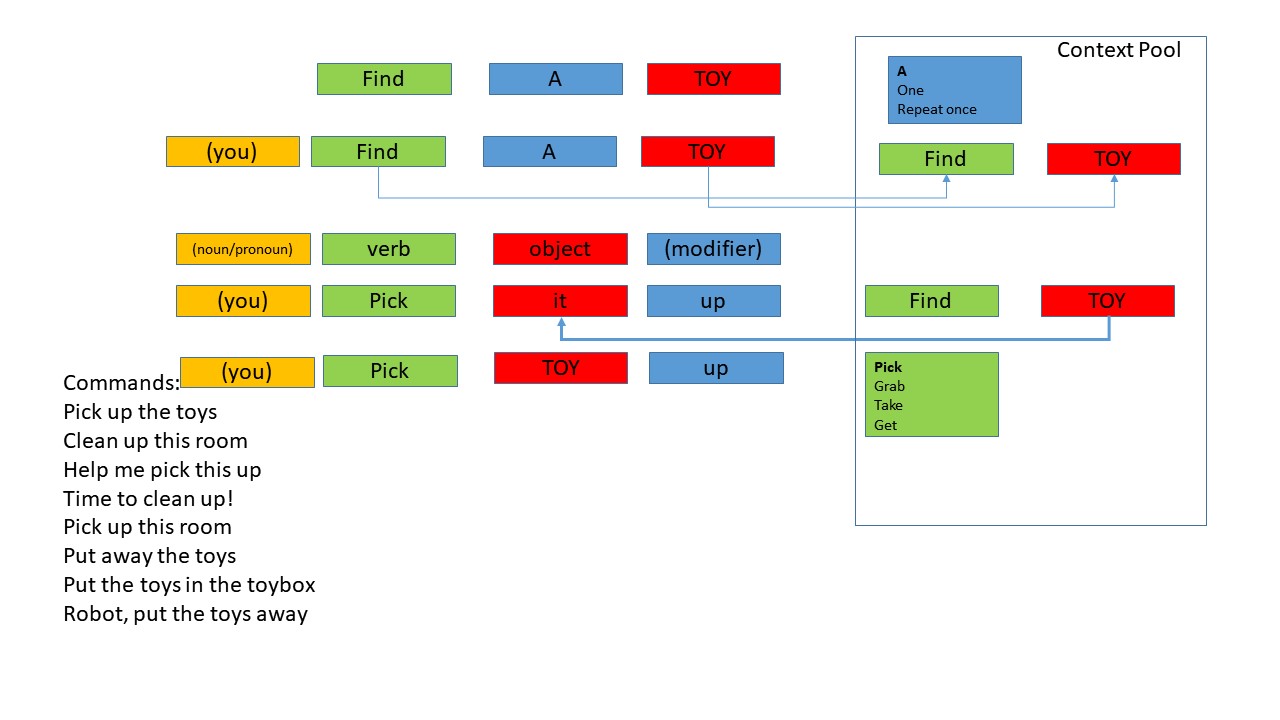 Context Pool
Find A TOY
A
One
Repeat once
(you) Find A TOY
Find TOY
(noun/pronoun) verb object (modifier)
(you) Pick it up
Find TOY
(you) Pick TOY up
Pick
Grab
Take
Get
Commands:
Pick up the toys
Clean up this room
Help me pick this up
Time to clean up!
Pick up this room
Put away the toys
Put the toys in the toybox
Robot, put the toys away